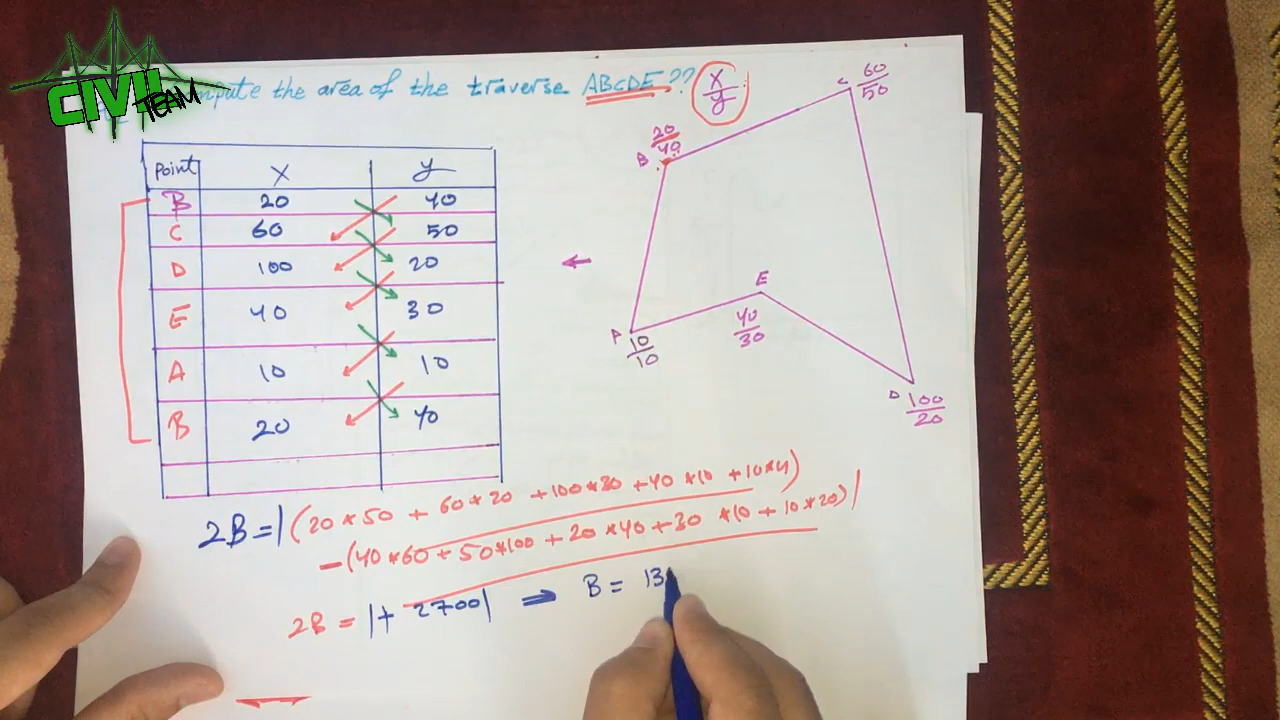 CIVIL TEAM
mpute the area of the traverse ABCDE?? x/y
Point X y
B 20 40
C 60 50
D 100 20
E 40 30
A 10 10
B 20 40
B 20/40
C 60/50
E 40/30
A 10/10
D 100/20
2B = |(20*50 + 60*20 + 100*30 + 40*10 + 10*4)
-(40*60 + 50*100 + 20*40 + 30*10 + 10*20)|
2B = |+ 2700| ⇒ B = 13